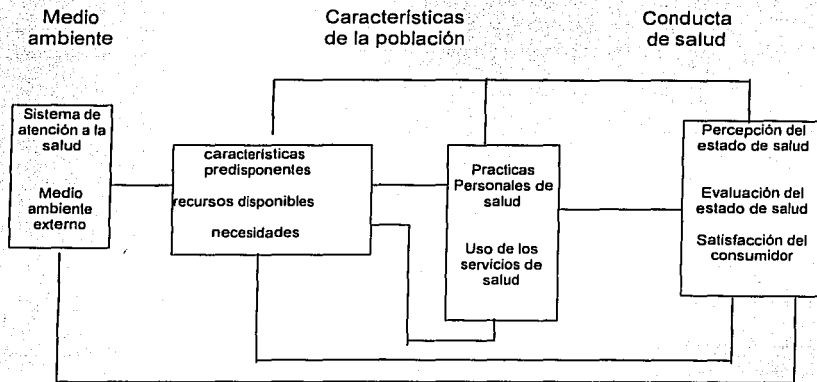 Medio
ambiente
Características
de la población
Conducta
de salud
Sistema de
atención a la
salud
Medio
ambiente
externo
características
predisponentes
recursos disponibles
necesidades
Practicas
Personales de
salud
Uso de los
servicios de
salud
Percepción del
estado de salud
Evaluación del
estado de salud
Satisfacción del
consumidor